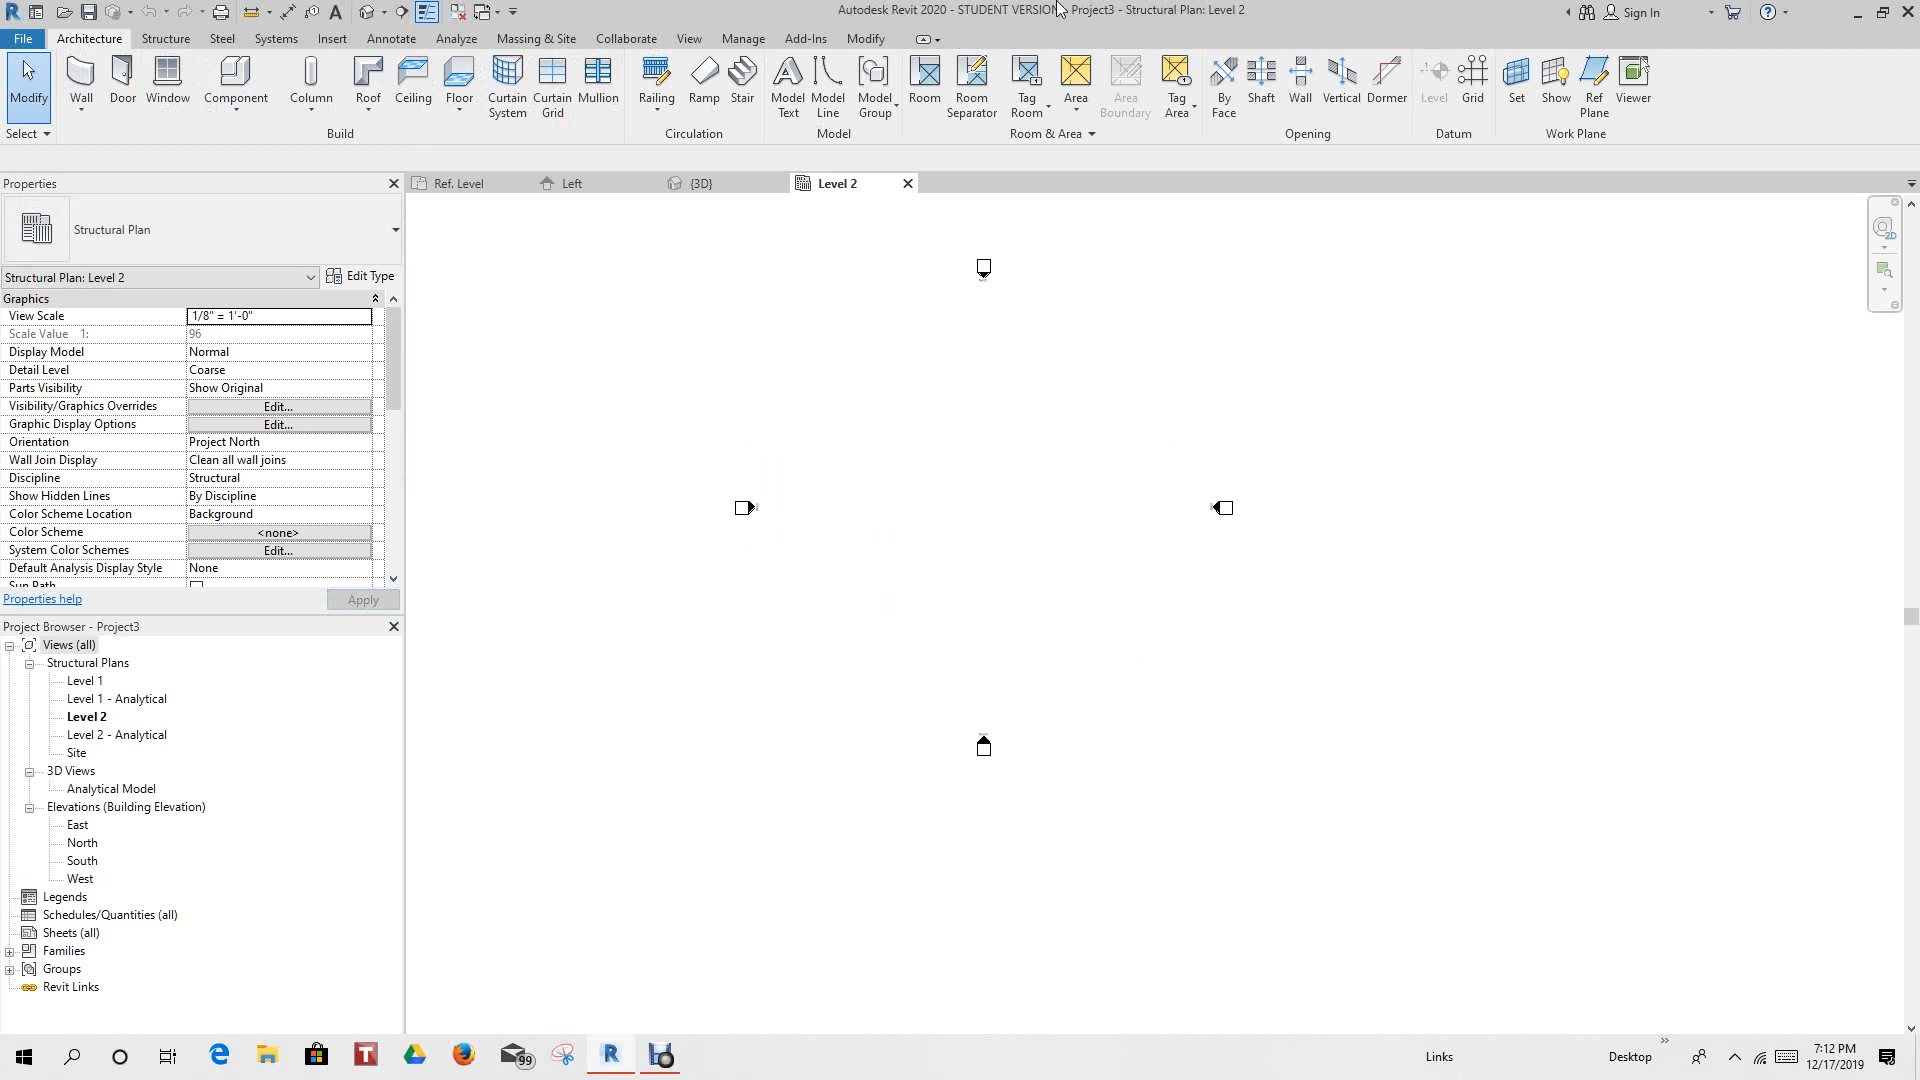 Autodesk Revit 2020 - STUDENT VERSION - Project3 - Structural Plan: Level 2
Sign In
File Architecture Structure Steel Systems Insert Annotate Analyze Massing & Site Collaborate View Manage Add-Ins Modify
Modify Wall Door Window Component Column Roof Ceiling Floor Curtain System Curtain Grid Mullion Railing Ramp Stair Model Text Model Line Model Group Room Room Separator Tag Room Area Area Boundary Tag Area By Face Shaft Wall Vertical Dormer Level Grid Set Show Ref Plane Viewer
Select Build Circulation Model Room & Area Opening Datum Work Plane
Properties
Ref. Level Left {3D} Level 2
Structural Plan
Structural Plan: Level 2 Edit Type
Graphics
View Scale 1/8" = 1'-0"
Scale Value 1: 96
Display Model Normal
Detail Level Coarse
Parts Visibility Show Original
Visibility/Graphics Overrides Edit...
Graphic Display Options Edit...
Orientation Project North
Wall Join Display Clean all wall joins
Discipline Structural
Show Hidden Lines By Discipline
Color Scheme Location Background
Color Scheme <none>
System Color Schemes Edit...
Default Analysis Display Style None
Sun Path
Properties help Apply
Project Browser - Project3
Views (all)
Structural Plans
Level 1
Level 1 - Analytical
Level 2
Level 2 - Analytical
Site
3D Views
Analytical Model
Elevations (Building Elevation)
East
North
South
West
Legends
Schedules/Quantities (all)
Sheets (all)
Families
Groups
Revit Links
2D
99
Links
Desktop
7:12 PM
12/17/2019